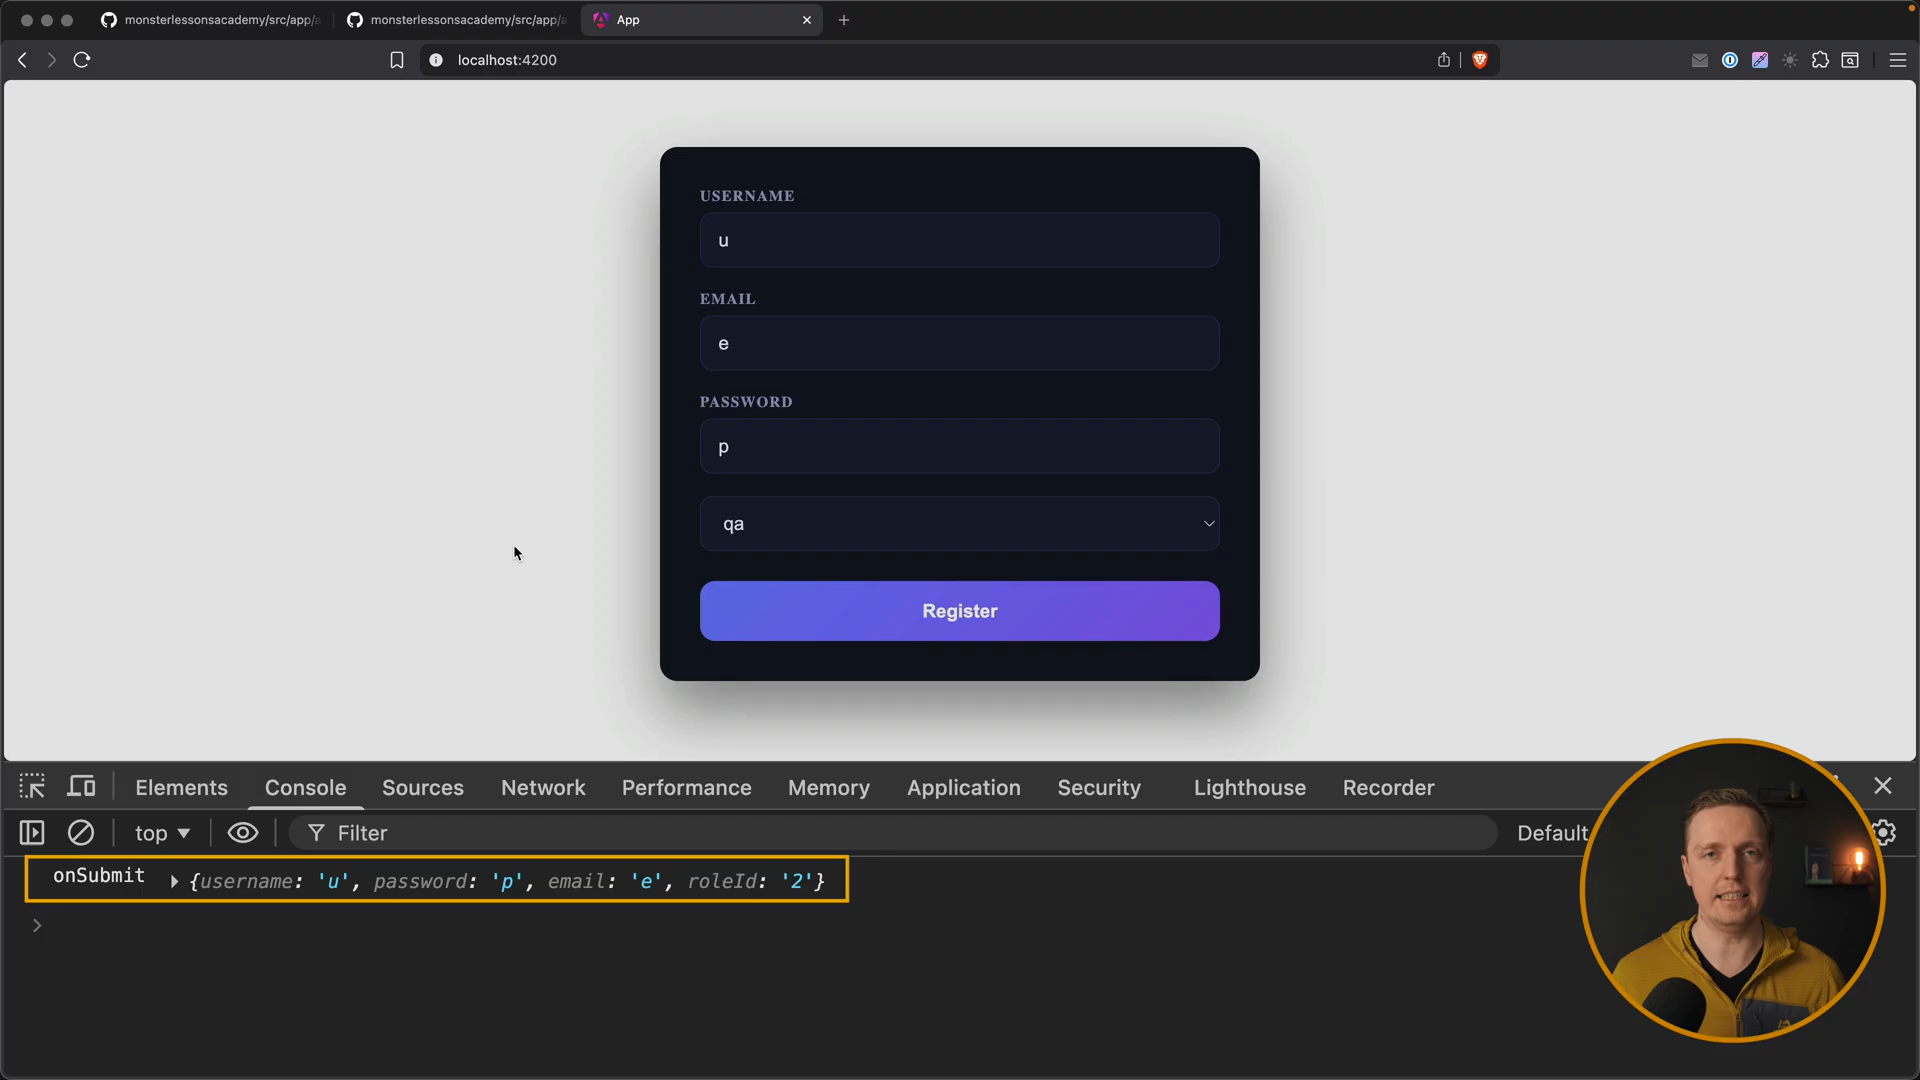 monsterlessonsacademy/src/app/a
monsterlessonsacademy/src/app/a
App
localhost:4200
USERNAME
u
EMAIL
e
PASSWORD
p
qa
Register
Elements
Console
Sources
Network
Performance
Memory
Application
Security
Lighthouse
Recorder
top
Filter
Default
onSubmit {username: 'u', password: 'p', email: 'e', roleId: '2'}